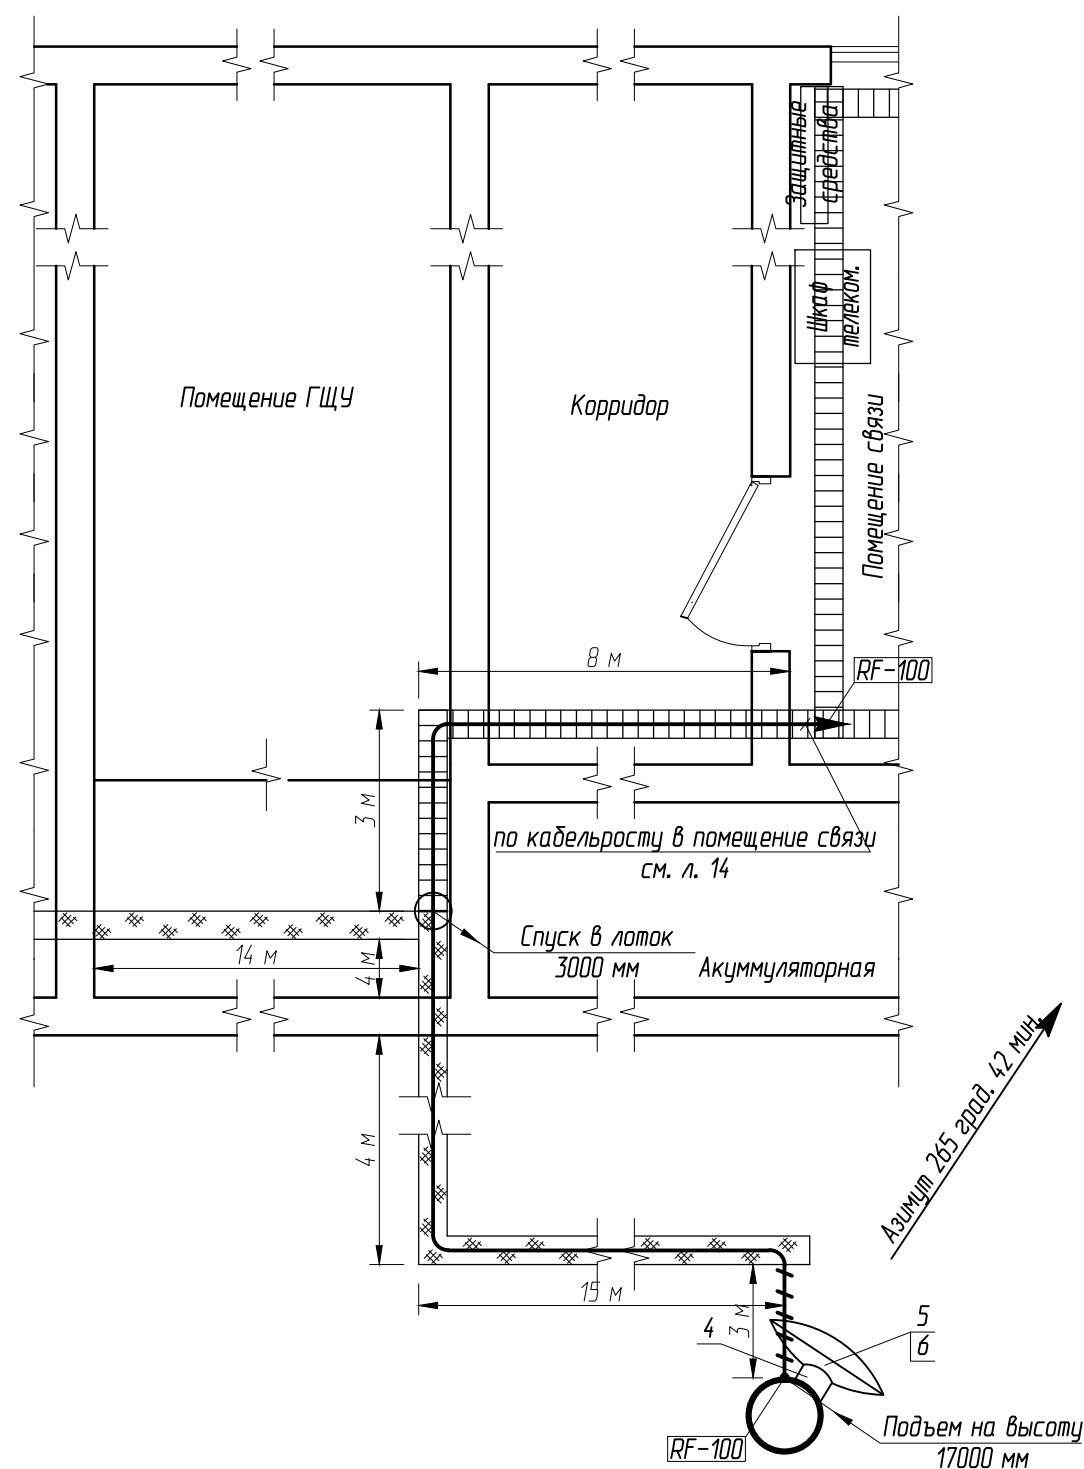 Защитные
средства
Шкаф
телеком.
Помещение ГЩУ
Корридор
Помещение связи
8 м
RF-100
3 м
по кабельросту в помещение связи
см. л. 14
Спуск в лоток
3000 мм
14 м
4 м
Акуммуляторная
Азимут 265 град. 42 мин.
4 м
15 м
3 м
4
5
6
Подъем на высоту
17000 мм
RF-100